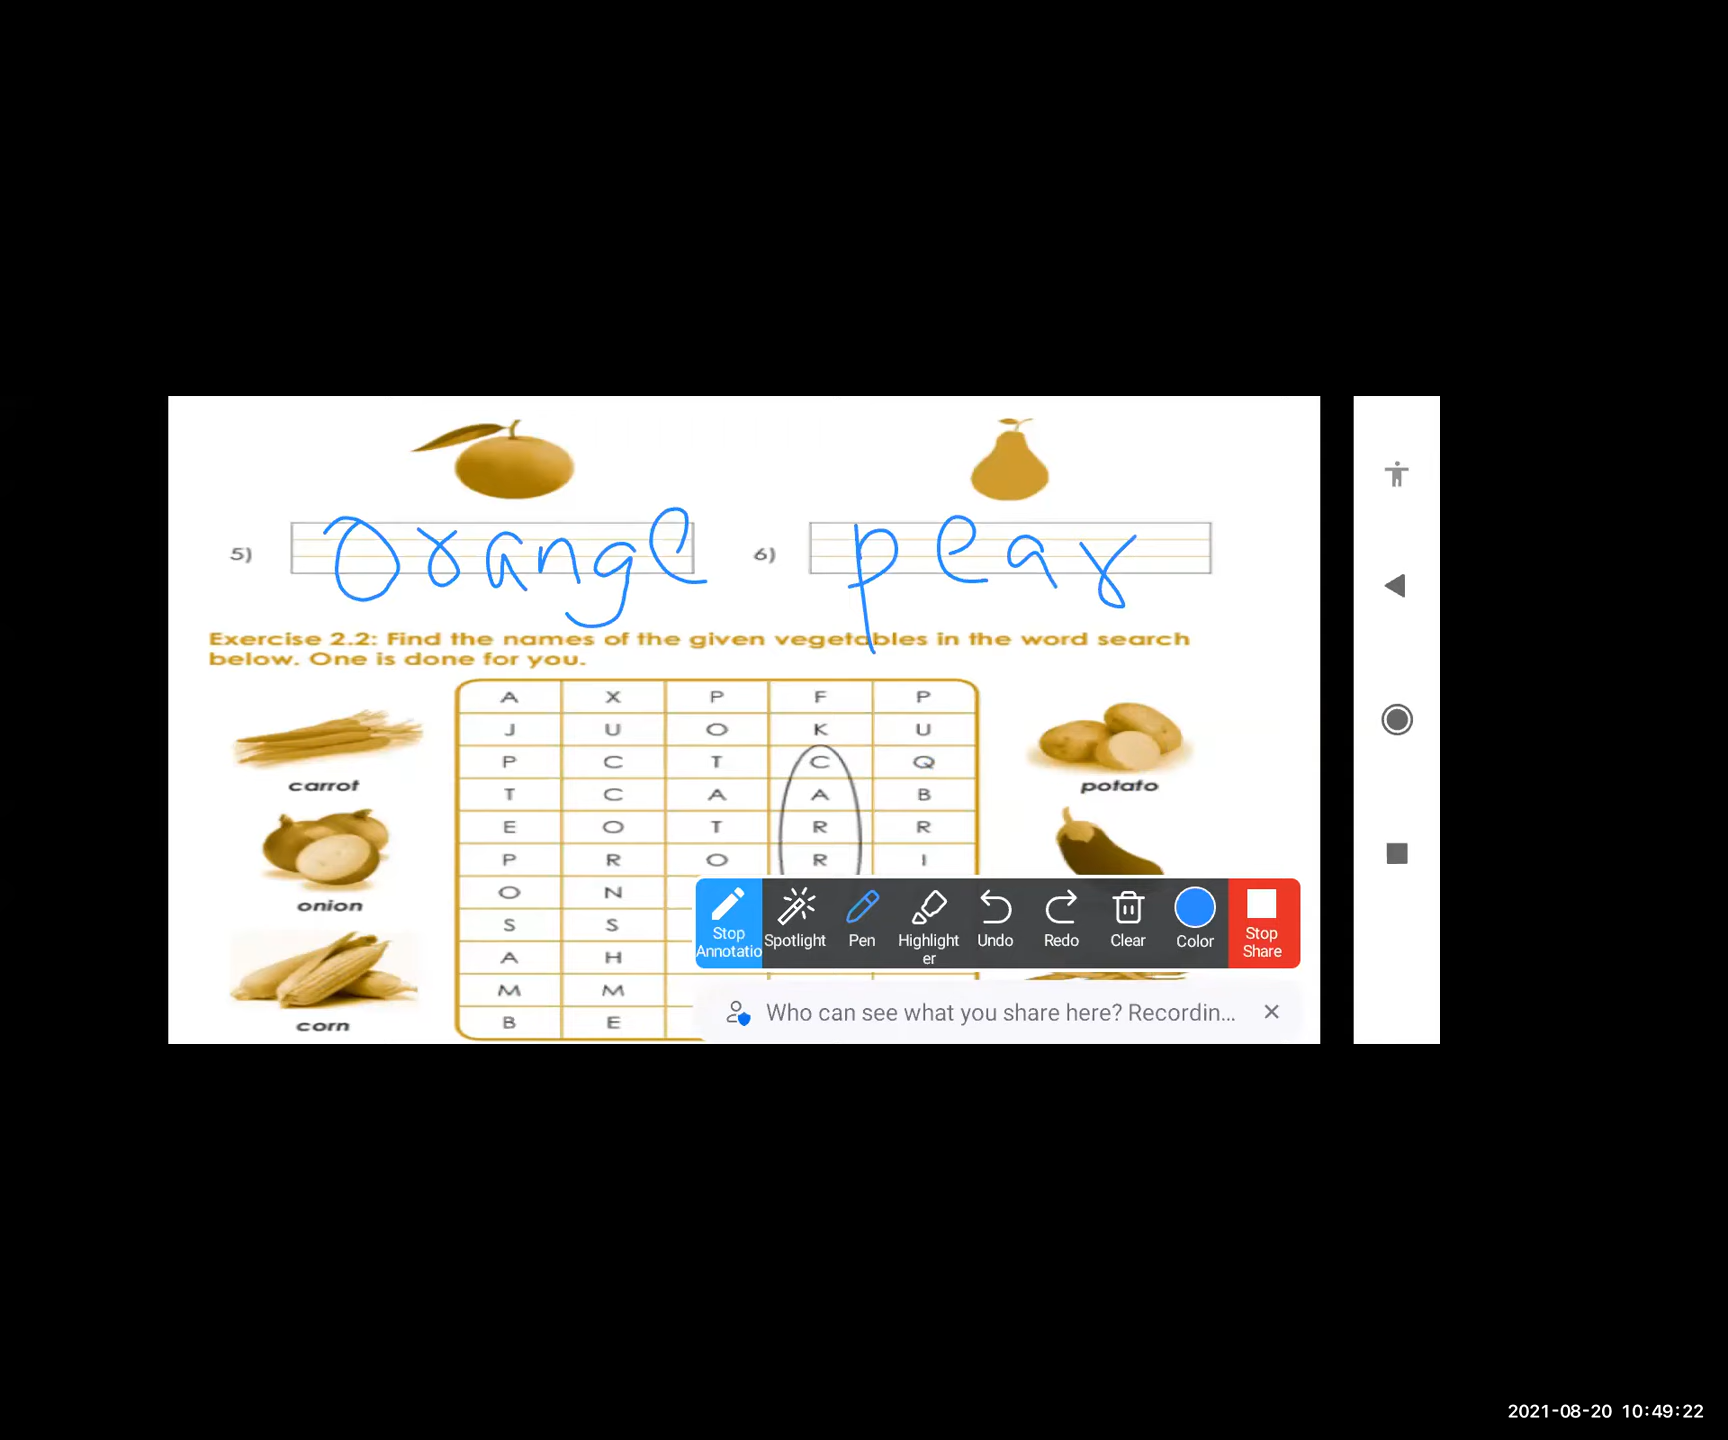 5) orange 6) pear
Exercise 2.2: Find the names of the given vegetables in the word search
below. One is done for you.
A X P F P
J U O K U
P C T C Q
T C A A B
E O T R R
P R O R I
O N
S S
A H
M M
B E
carrot
onion
corn
potato
Stop Annotatio
Spotlight
Pen
Highlighter
Undo
Redo
Clear
Color
Stop Share
Who can see what you share here? Recordin...
2021-08-20 10:49:22